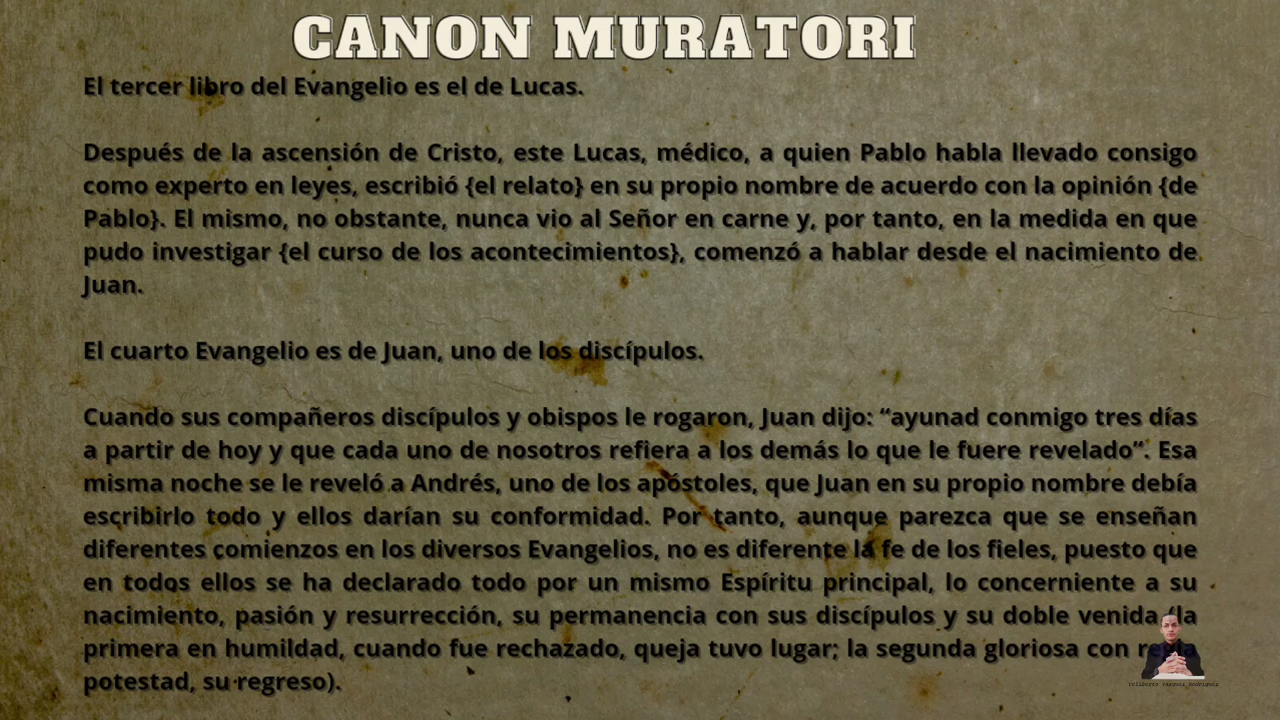 CANON MURATORI
El tercer libro del Evangelio es el de Lucas.
Después de la ascensión de Cristo, este Lucas, médico, a quien Pablo habla llevado consigo
como experto en leyes, escribió {el relato} en su propio nombre de acuerdo con la opinión {de
Pablo}. El mismo, no obstante, nunca vio al Señor en carne y, por tanto, en la medida en que
pudo investigar {el curso de los acontecimientos}, comenzó a hablar desde el nacimiento de
Juan.
El cuarto Evangelio es de Juan, uno de los discípulos.
Cuando sus compañeros discípulos y obispos le rogaron, Juan dijo: “ayunad conmigo tres días
a partir de hoy y que cada uno de nosotros refiera a los demás lo que le fuere revelado”. Esa
misma noche se le reveló a Andrés, uno de los apóstoles, que Juan en su propio nombre debía
escribirlo todo y ellos darían su conformidad. Por tanto, aunque parezca que se enseñan
diferentes comienzos en los diversos Evangelios, no es diferente la fe de los fieles, puesto que
en todos ellos se ha declarado todo por un mismo Espíritu principal, lo concerniente a su
nacimiento, pasión y resurrección, su permanencia con sus discípulos y su doble venida (la
primera en humildad, cuando fue rechazado, queja tuvo lugar; la segunda gloriosa con
potestad, su regreso).